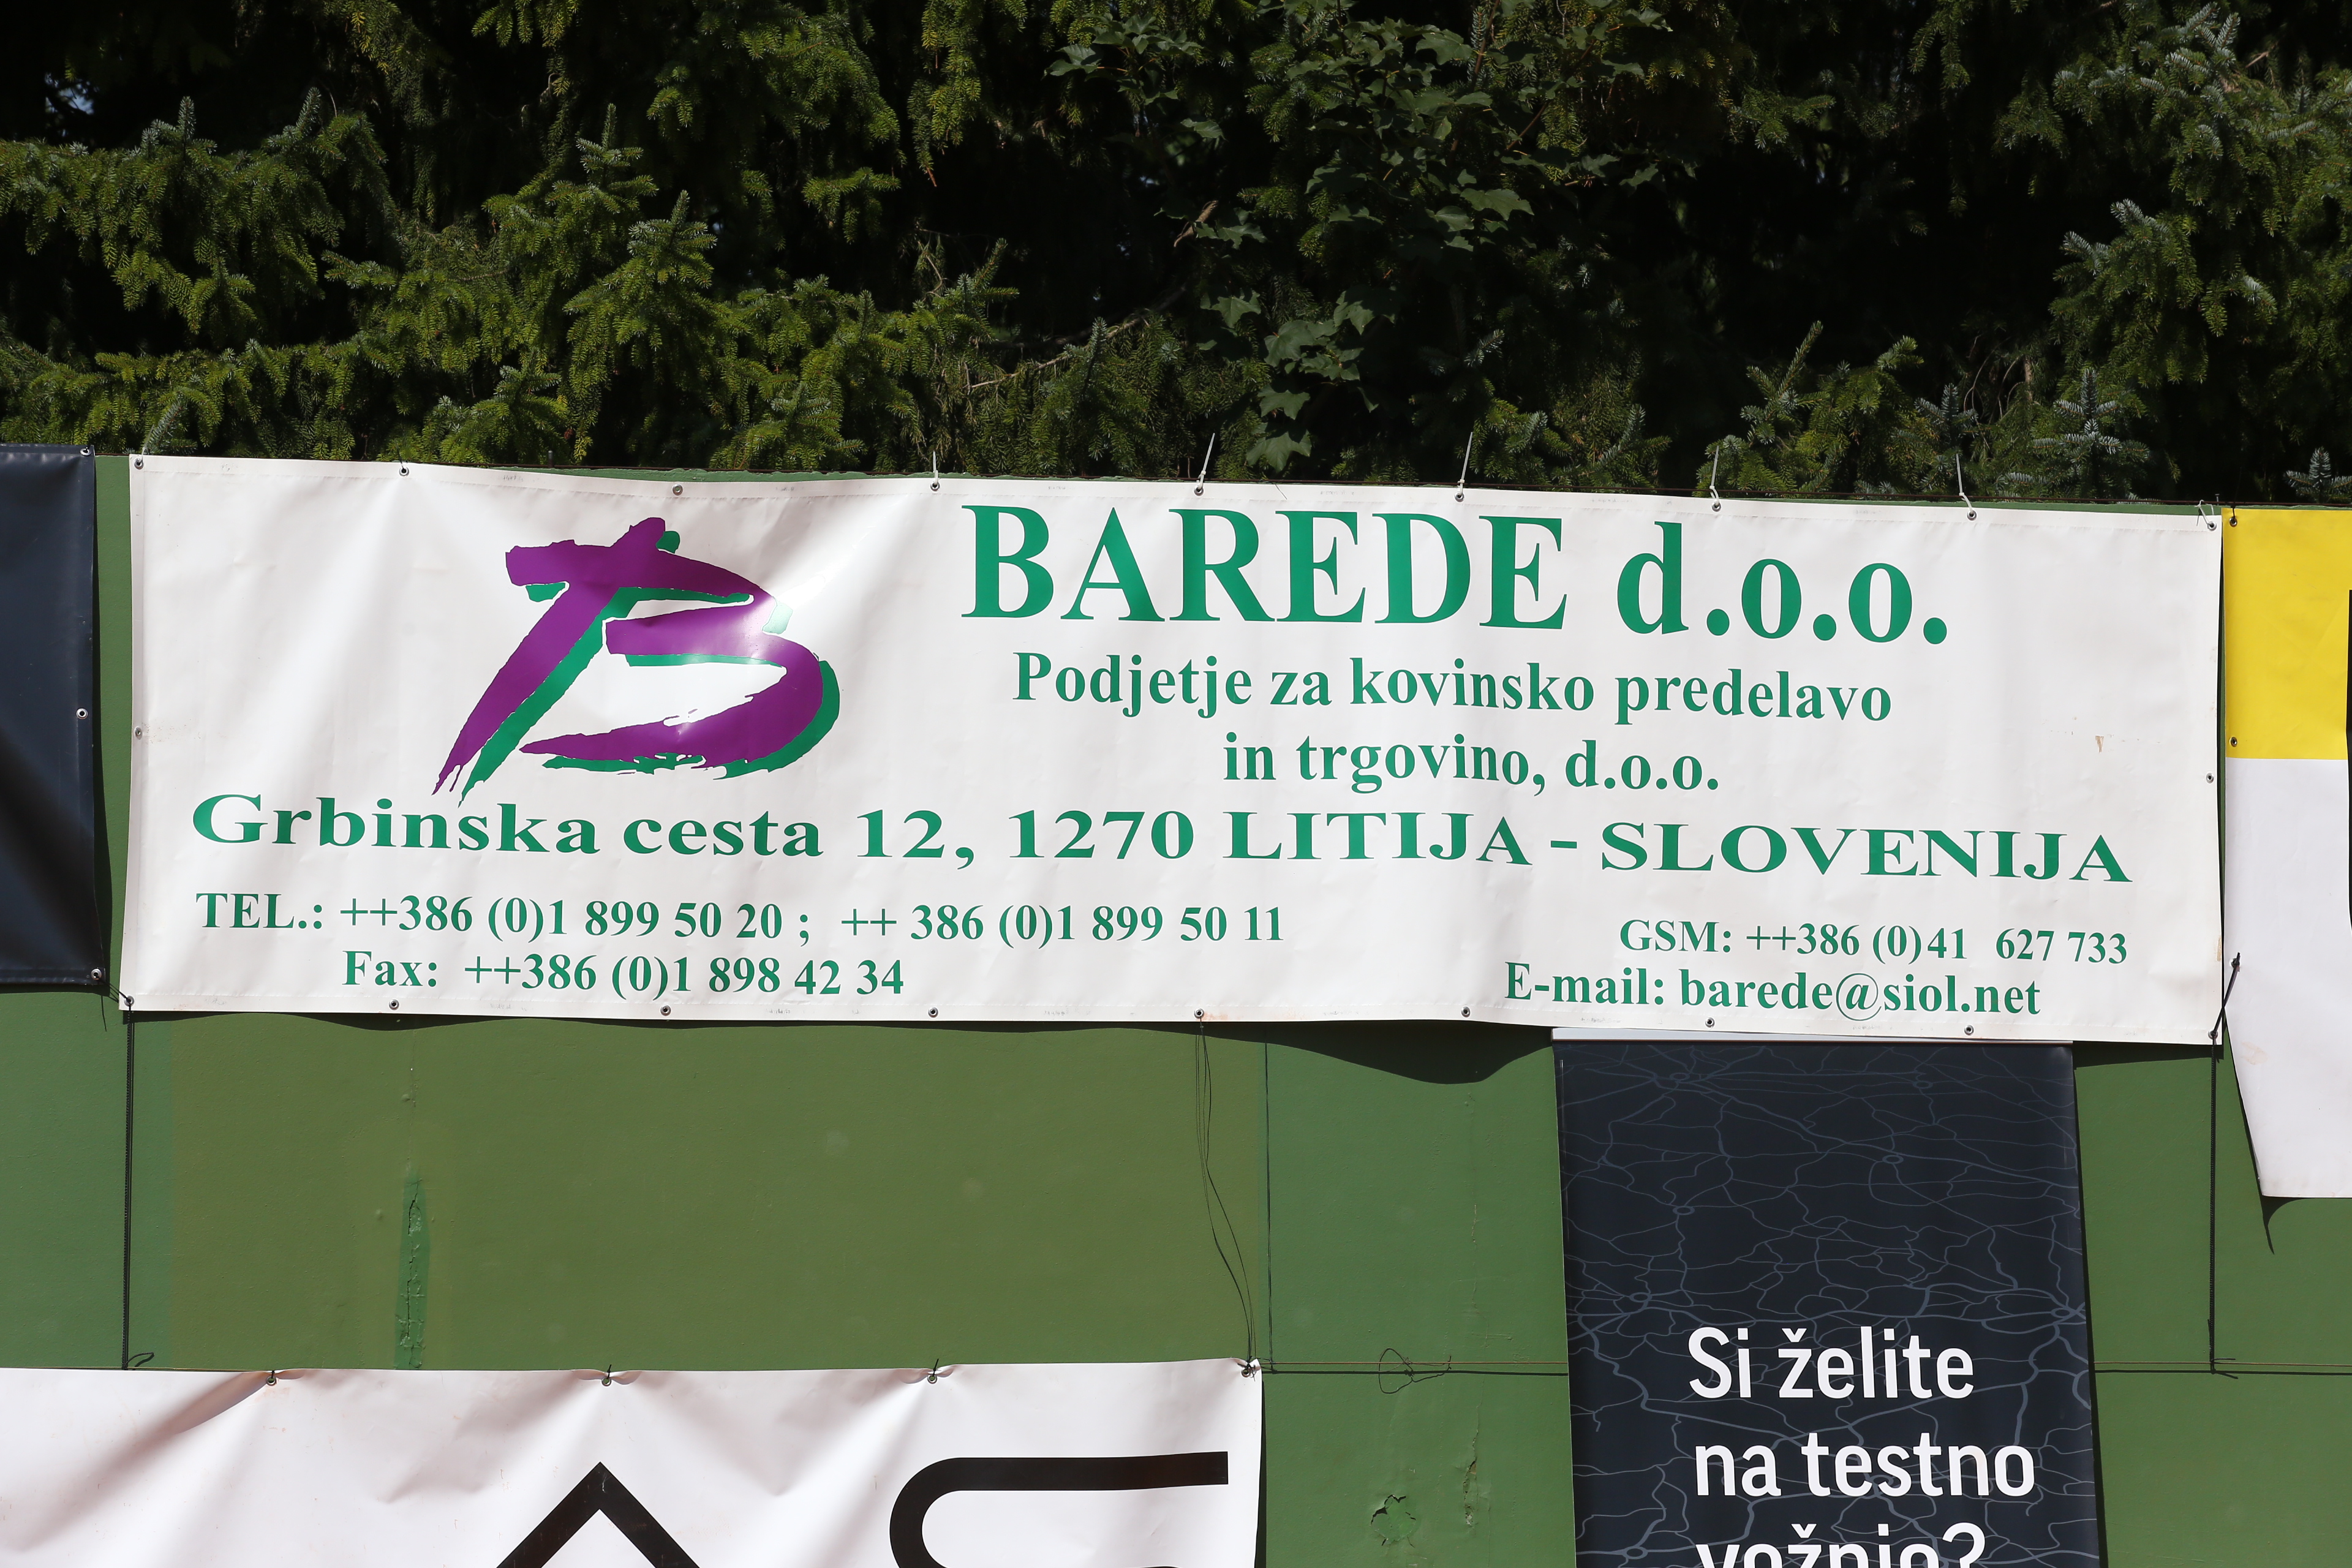 BAREDE d.o.o.
Podjetje za kovinsko predelavo
in trgovino, d.o.o.
Grbinska cesta 12, 1270 LITIJA - SLOVENIJA
TEL.: ++386 (0)1 899 50 20 ; ++ 386 (0)1 899 50 11
Fax: ++386 (0)1 898 42 34
GSM: ++386 (0)41 627 733
E-mail: barede@siol.net
Si želite
na testno
vožnjo?